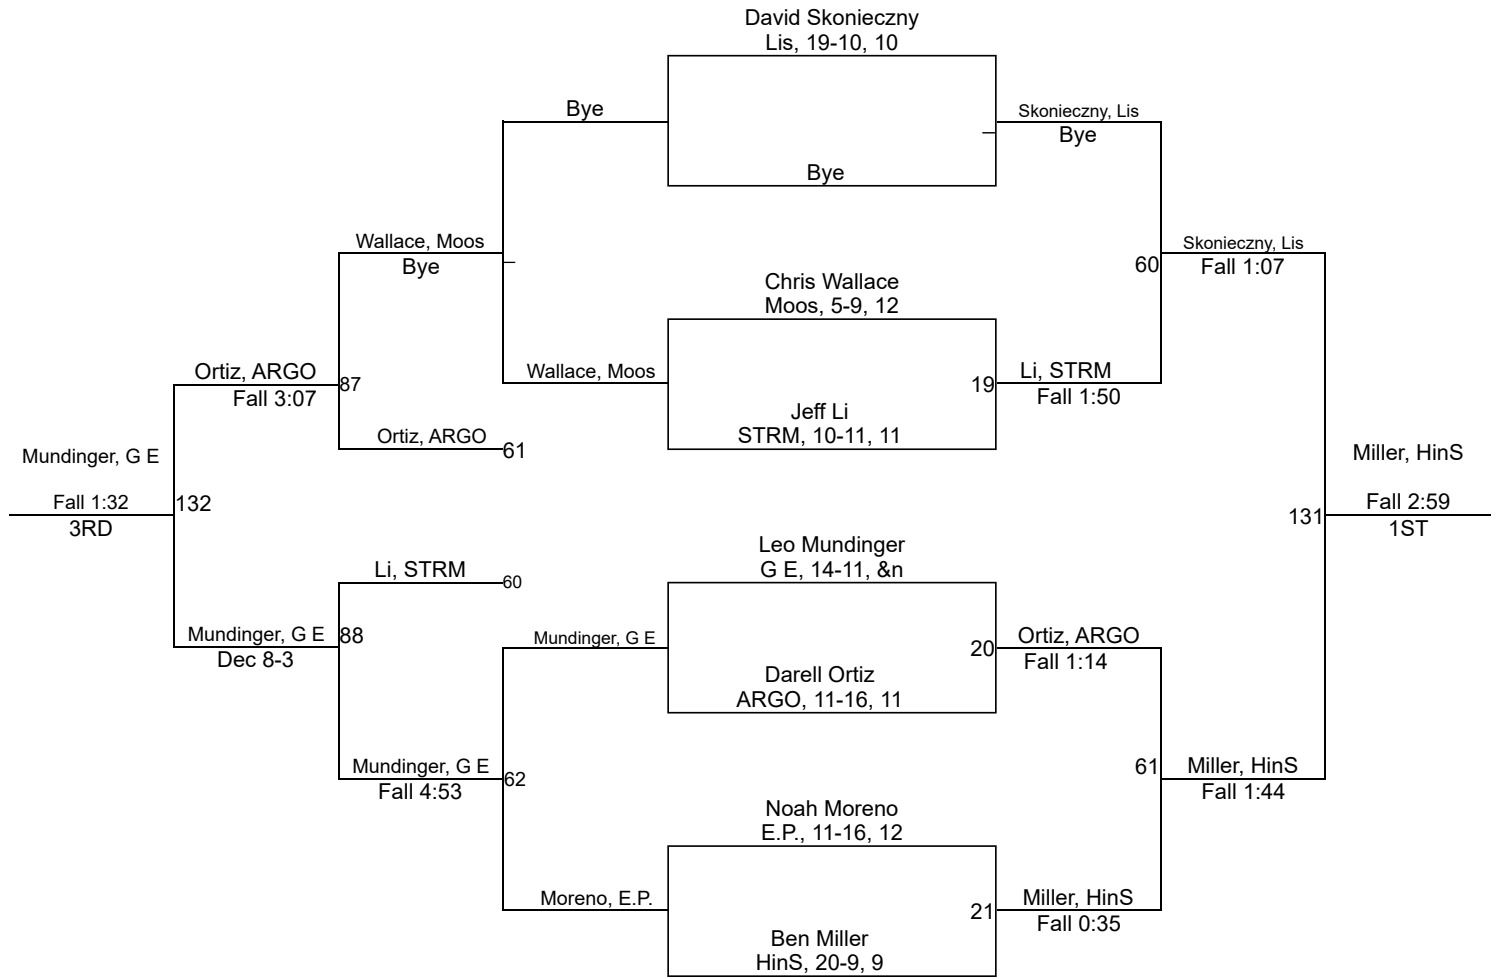 David Skonieczny
Lis, 19-10, 10
Bye
Skonieczny, Lis
Bye
Bye
Wallace, Moos
Bye
Skonieczny, Lis
60
Fall 1:07
Chris Wallace
Moos, 5-9, 12
Ortiz, ARGO
87
Fall 3:07
Wallace, Moos
19
Li, STRM
Fall 1:50
Jeff Li
STRM, 10-11, 11
Ortiz, ARGO
61
Mundinger, G E
Fall 1:32
132
3RD
Miller, HinS
Fall 2:59
131
1ST
Leo Mundinger
G E, 14-11, &n
Li, STRM
60
Mundinger, G E
88
Dec 8-3
Mundinger, G E
20
Ortiz, ARGO
Fall 1:14
Darell Ortiz
ARGO, 11-16, 11
Mundinger, G E
62
Fall 4:53
61
Miller, HinS
Fall 1:44
Noah Moreno
E.P., 11-16, 12
Moreno, E.P.
21
Miller, HinS
Fall 0:35
Ben Miller
HinS, 20-9, 9